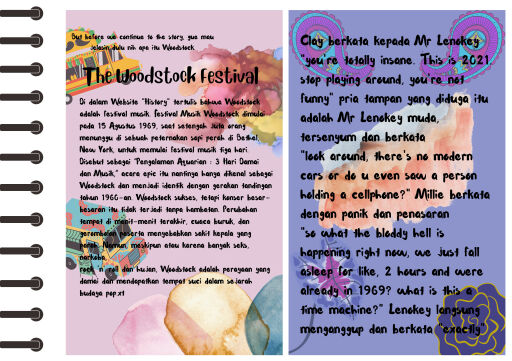 But before we continue to the story, gue mau
jelasin dulu nih apa itu Woodstock
The Woodstock Festival
Di dalam Website "History" tertulis bahwa Woodstock
adalah festival musik. Festival Musik Woodstock dimulai
pada 15 Agustus 1969, saat setengah juta orang
menunggu di sebuah peternakan sapi perah di Bethel,
New York, untuk memulai festival musik tiga hari.
Disebut sebagai "Pengalaman Aquarian : 3 Hari Damai
dan Musik," acara epic itu nantinya hanya dikenal sebagai
Woodstock dan menjadi identik dengan gerakan tandingan
tahun 1960-an. Woodstock sukses, tetapi konser besar-
besaran itu tidak terjadi tanpa hambatan. Perubahan
tempat di menit-menit terakhir, cuaca buruk, dan
gerombolan peserta menyebabkan sakit kepala yang
parah. Namun, meskipun atau karena banyak seks,
narkoba,
rock n roll dan hujan, Woodstock adalah perayaan yang
damai dan mendapatkan tempat suci dalam sejarah
budaya pop.xt
Clay berkata kepada Mr Lenokey
"you're totally insane. This is 2021
stop playing around, you're not
funny" pria tampan yang diduga itu
adalah Mr Lenokey muda,
tersenyum dan berkata
"look around, there's no modern
cars or do u even saw a person
holding a cellphone?" Millie berkata
dengan panik dan penasaran
"so what the bloddy hell is
happening right now, we just fall
asleep for like, 2 hours and were
already in 1969? what is this a
time machine?" Lenokey langsung
mengangguup dan berkata "exactly"